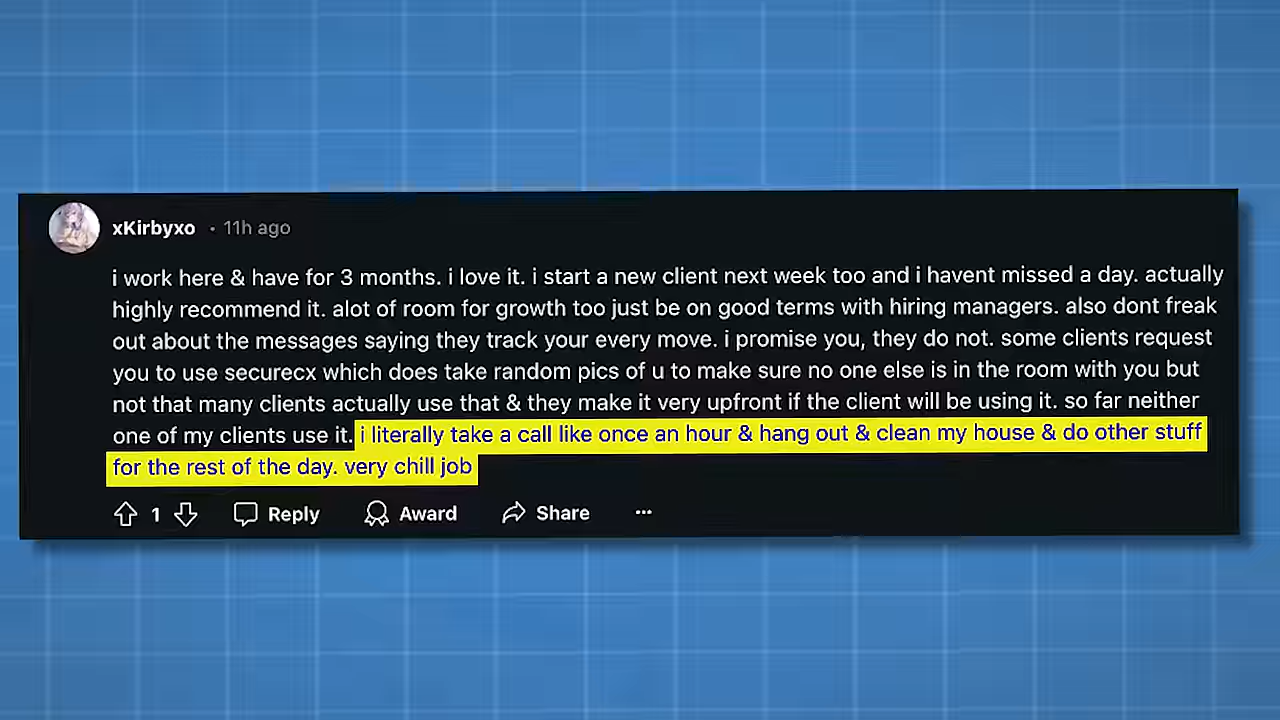 xKirbyxo • 11h ago
i work here & have for 3 months. i love it. i start a new client next week too and i havent missed a day. actually
highly recommend it. alot of room for growth too just be on good terms with hiring managers. also dont freak
out about the messages saying they track your every move. i promise you, they do not. some clients request
you to use securecx which does take random pics of u to make sure no one else is in the room with you but
not that many clients actually use that & they make it very upfront if the client will be using it. so far neither
one of my clients use it. i literally take a call like once an hour & hang out & clean my house & do other stuff
for the rest of the day. very chill job
1 Reply Award Share ...